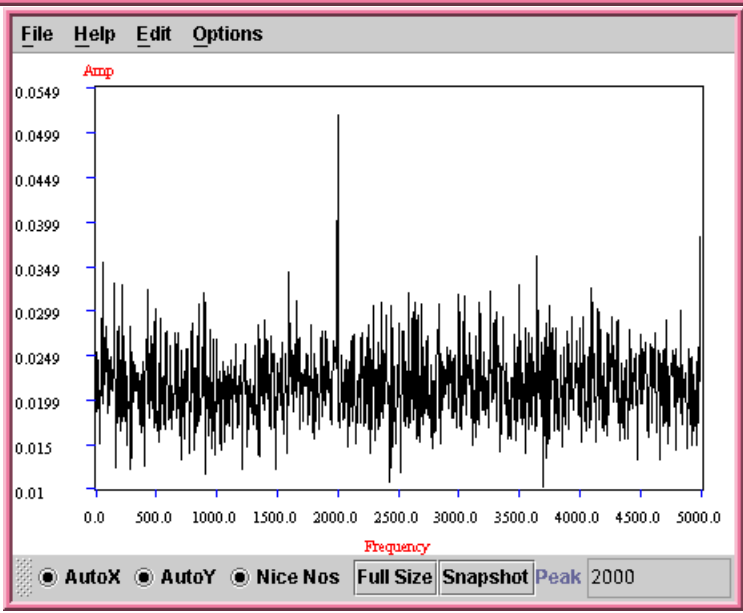 File Help Edit Options
Amp
0.0549
0.0499
0.0449
0.0399
0.0349
0.0299
0.0249
0.0199
0.015
0.01
0.0 500.0 1000.0 1500.0 2000.0 2500.0 3000.0 3500.0 4000.0 4500.0 5000.0
Frequency
AutoX AutoY Nice Nos Full Size Snapshot Peak 2000